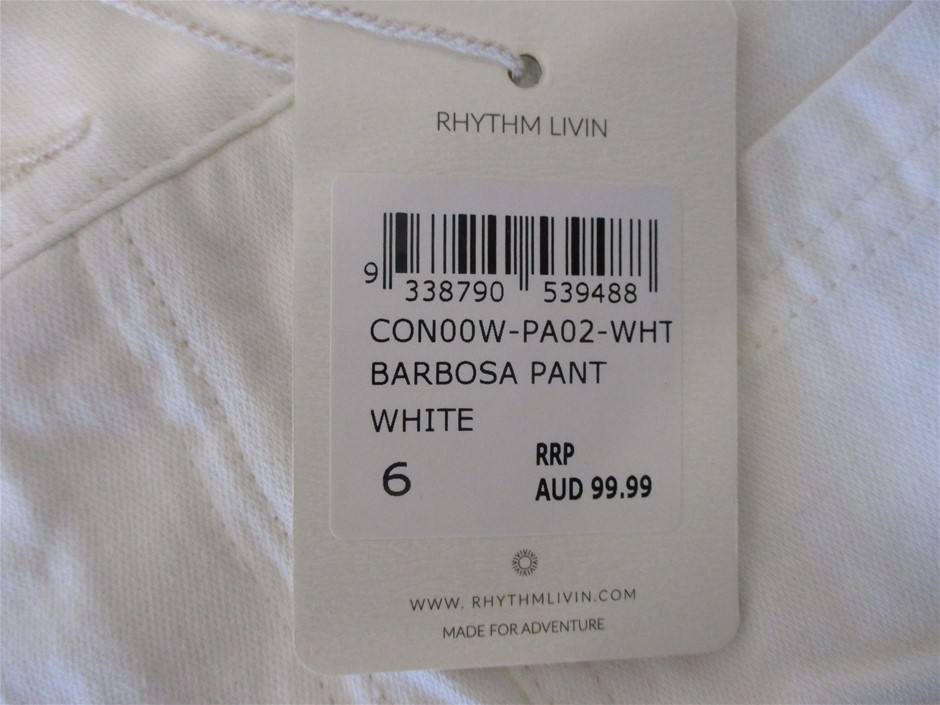 RHYTHM LIVIN
9 338790 539488
CON00W-PA02-WHT
BARBOSA PANT
WHITE
6
RRP
AUD 99.99
WWW. RHYTHMLIVIN.COM
MADE FOR ADVENTURE